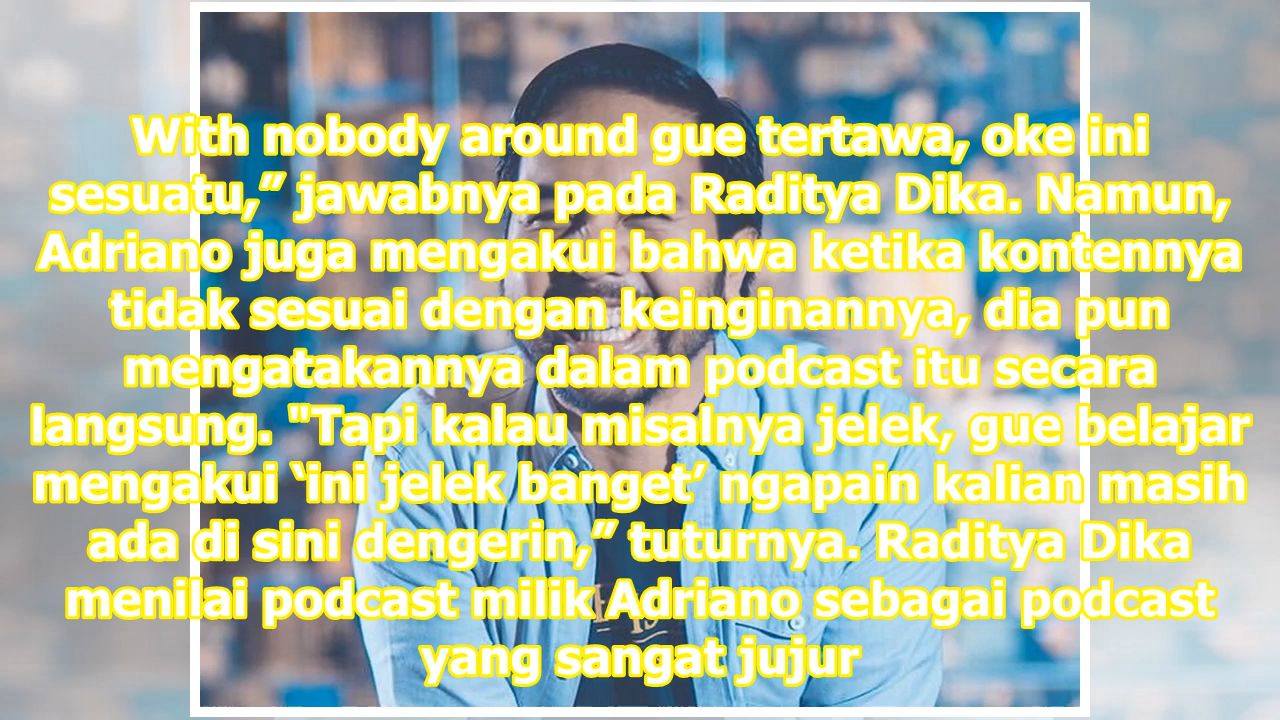 With nobody around gue tertawa, oke ini
sesuatu,” jawabnya pada Raditya Dika. Namun,
Adriano juga mengakui bahwa ketika kontennya
tidak sesuai dengan keinginannya, dia pun
mengatakannya dalam podcast itu secara
langsung. "Tapi kalau misalnya jelek, gue belajar
mengakui ‘ini jelek banget’ ngapain kalian masih
ada di sini dengerin,” tuturnya. Raditya Dika
menilai podcast milik Adriano sebagai podcast
yang sangat jujur